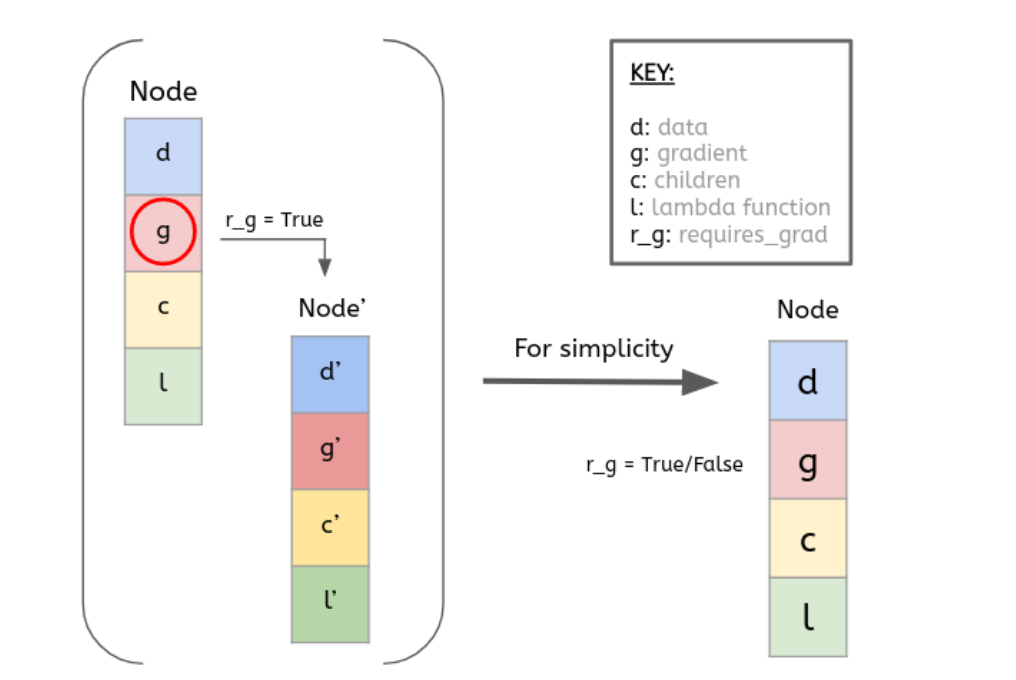 Node
d
g
c
l
r_g = True
Node’
d’
g’
c’
l’
For simplicity
KEY:
d: data
g: gradient
c: children
l: lambda function
r_g: requires_grad
r_g = True/False
Node
d
g
c
l